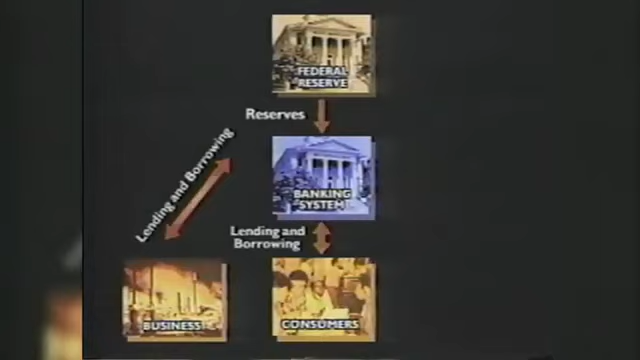 FEDERAL
RESERVE
Reserves
Lending and Borrowing
BANKING
SYSTEM
Lending and
Borrowing
BUSINESS
CONSUMERS